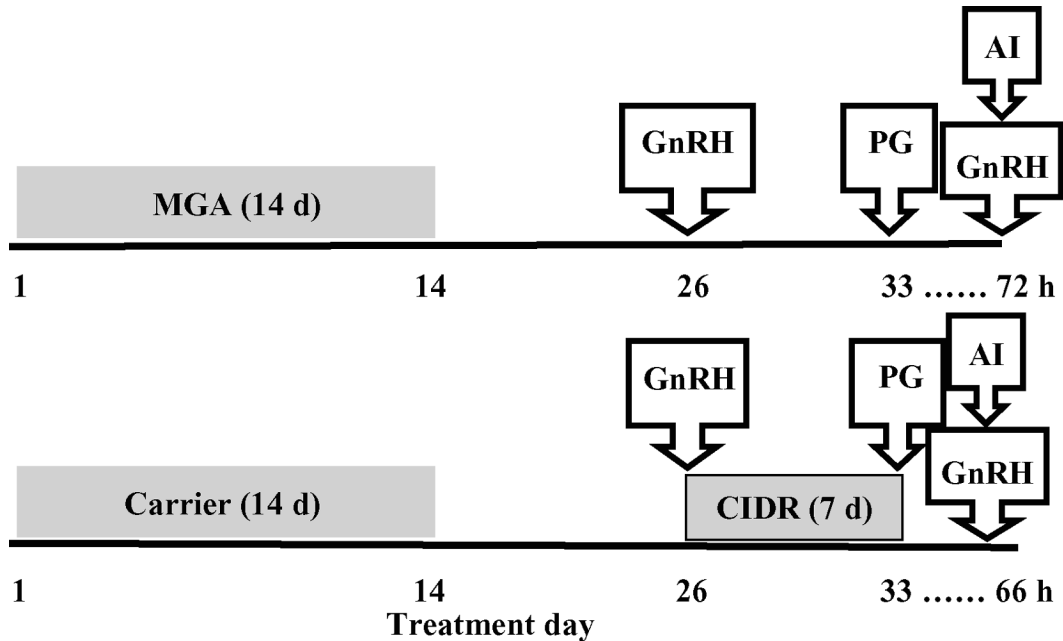 AI
GnRH
PG
GnRH
MGA (14 d)
1
14
26
33 ...... 72 h
AI
GnRH
PG
GnRH
Carrier (14 d)
CIDR (7 d)
1
14
26
33 ...... 66 h
Treatment day